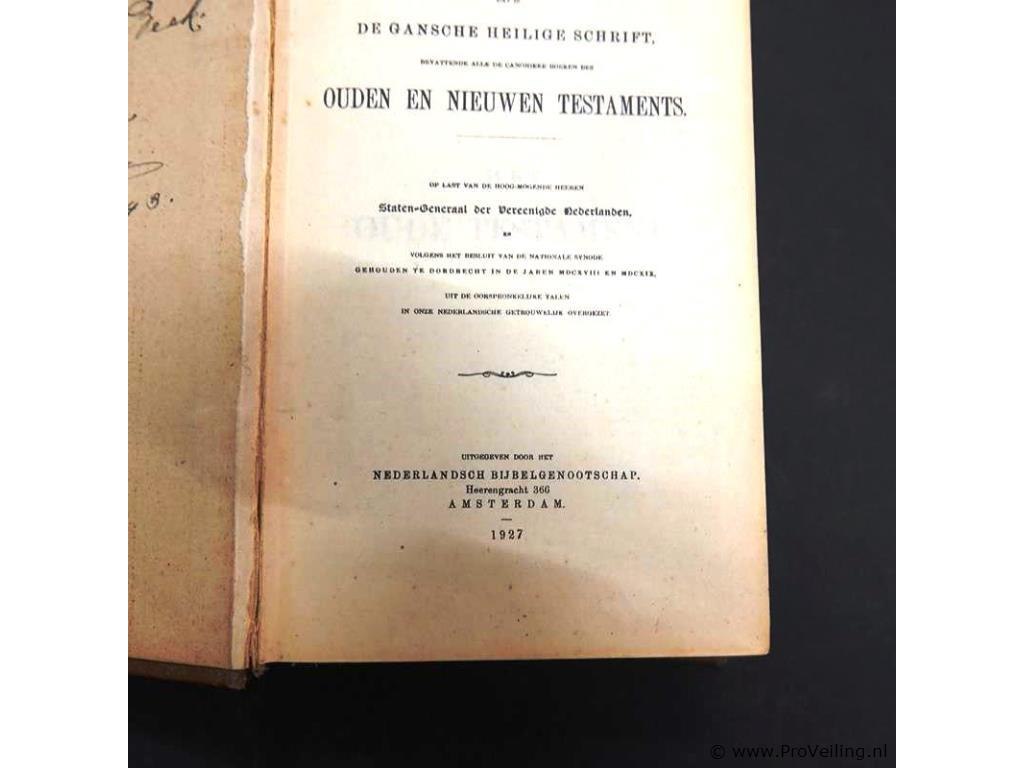 DE GANSCHE HEILIGE SCHRIFT,
BEVATTENDE ALLE DE CANONIEKE BOEKEN DES
OUDEN EN NIEUWEN TESTAMENTS.
OP LAST VAN DE HOOG-MOGENDE HEEREN
Staten-Generaal der Vereenigde Nederlanden,
EN
VOLGENS HET BESLUIT VAN DE NATIONALE SYNODE
GEHOUDEN TE DORDRECHT IN DE JAREN MDCXVIII EN MDCXIX,
UIT DE OORSPRONKELIJKE TALEN
IN ONZE NEDERLANDSCHE GETROUWELIJK OVERGEZET
UITGEGEVEN DOOR HET
NEDERLANDSCH BIJBELGENOOTSCHAP.
Heerengracht 366
AMSTERDAM.
1927
© www.ProVeiling.nl